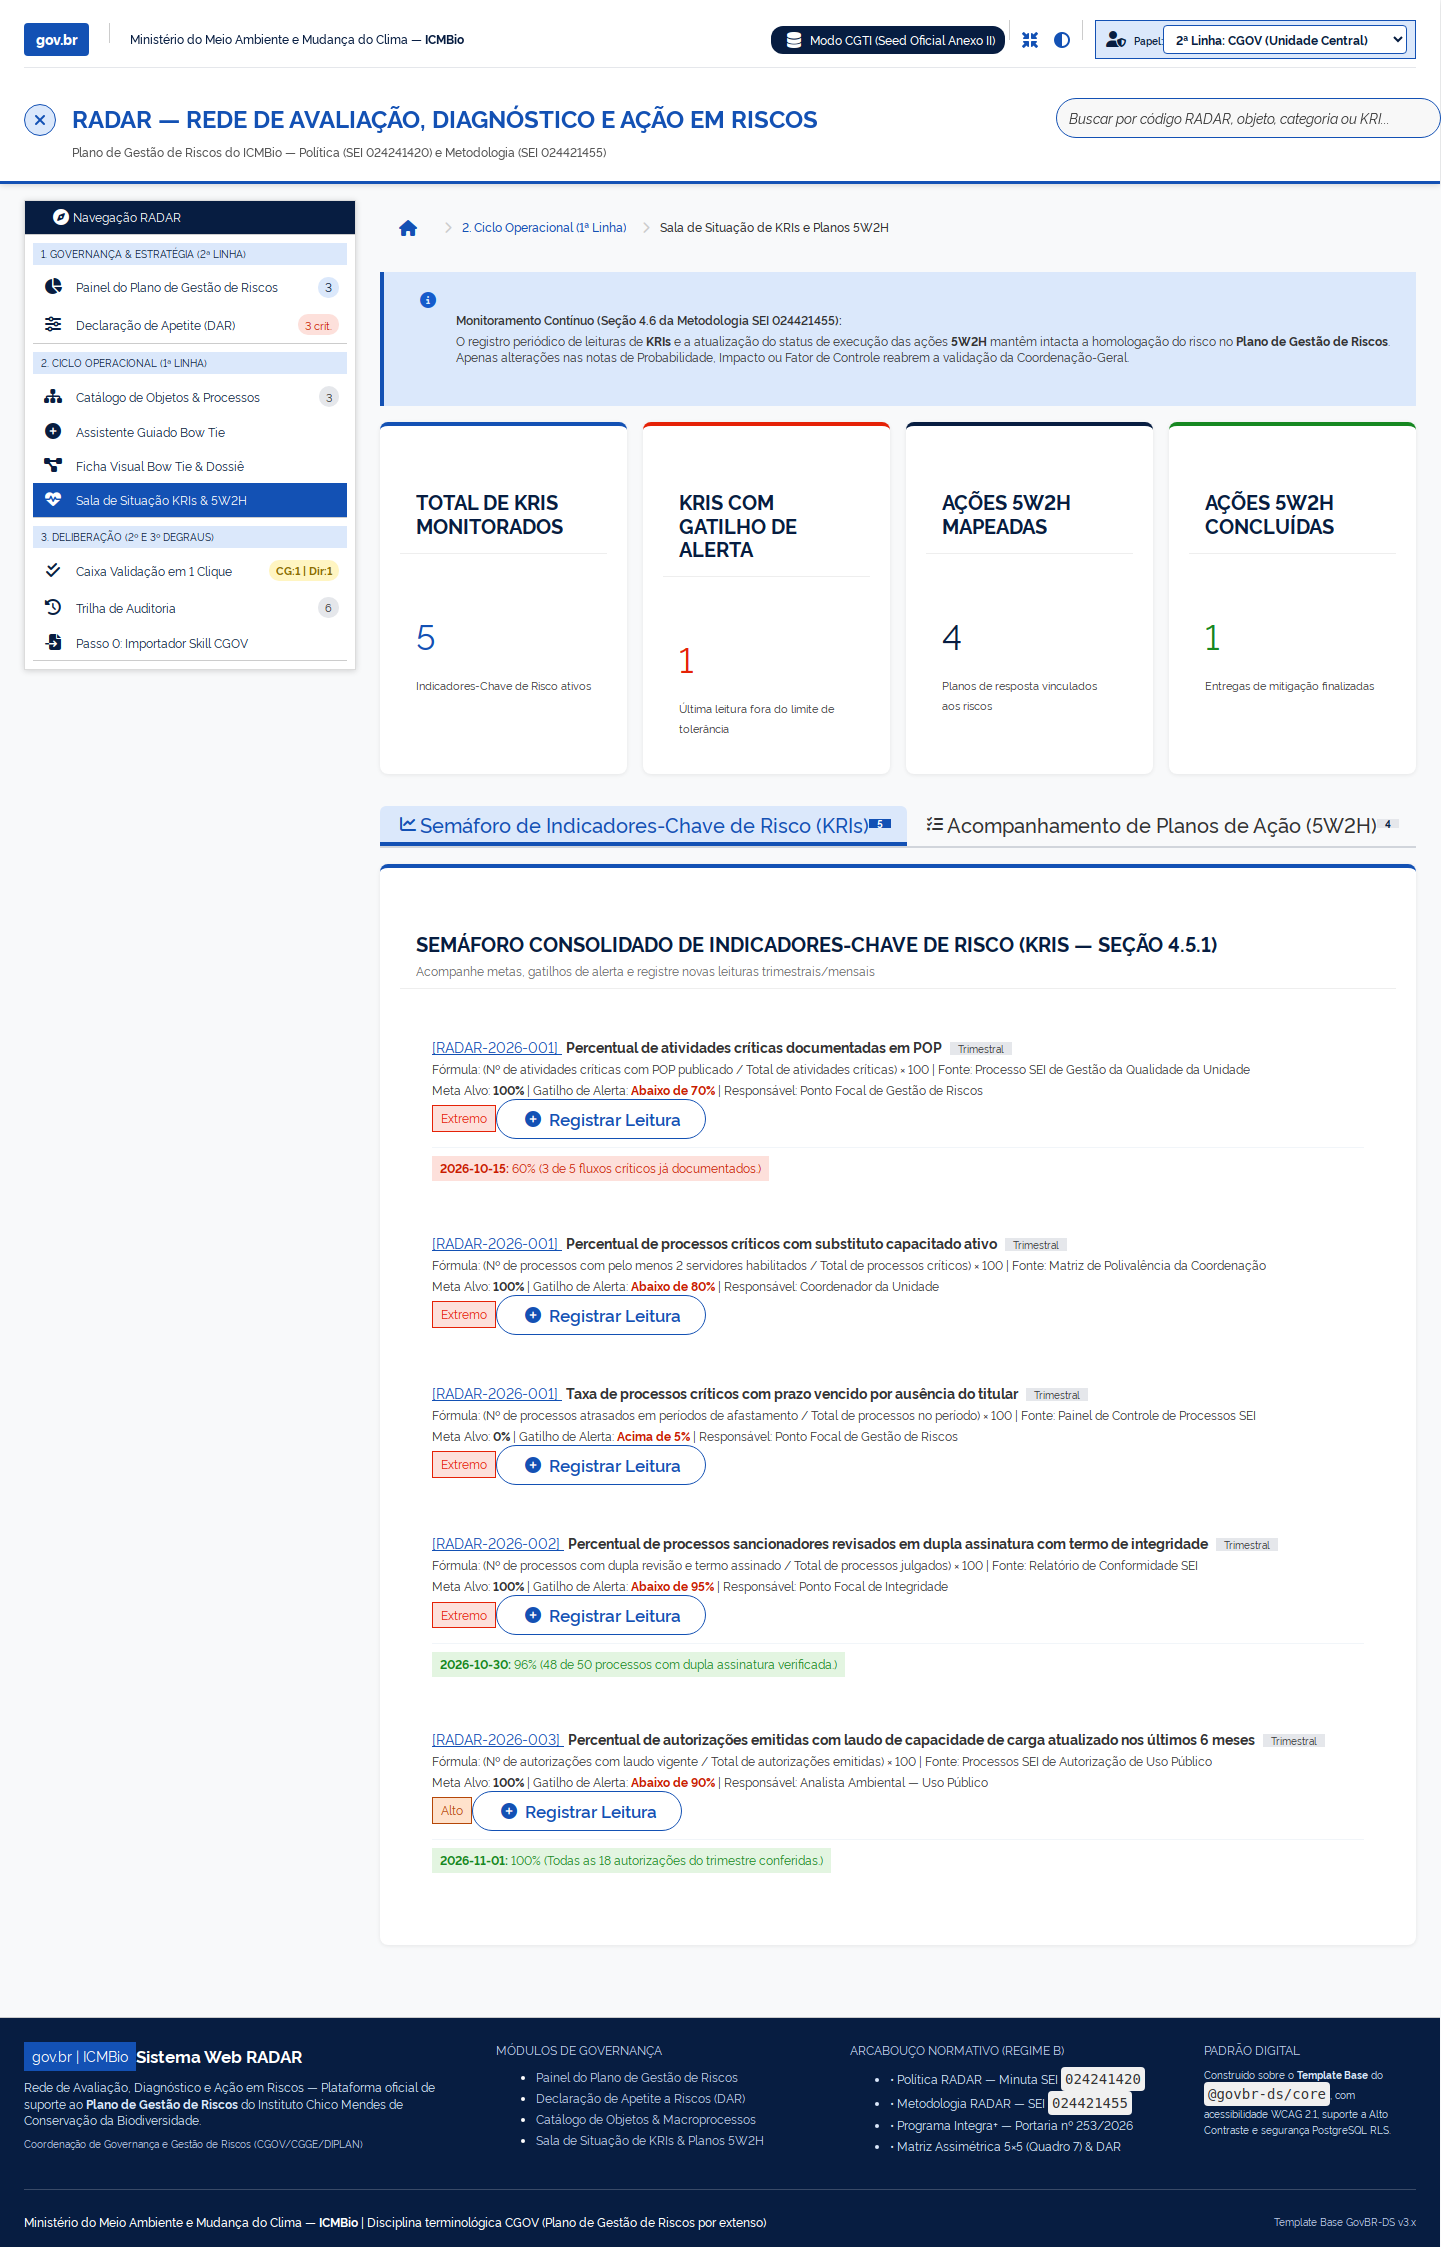 gov.br
Ministério do Meio Ambiente e Mudança do Clima — ICMBio
Modo CGTI (Seed Oficial Anexo II)
Papel:
2ª Linha: CGOV (Unidade Central)
RADAR — REDE DE AVALIAÇÃO, DIAGNÓSTICO E AÇÃO EM RISCOS
Plano de Gestão de Riscos do ICMBio — Política (SEI 024241420) e Metodologia (SEI 024421455)
Buscar por código RADAR, objeto, categoria ou KRI...
Navegação RADAR
1. GOVERNANÇA & ESTRATÉGIA (2ª LINHA)
Painel do Plano de Gestão de Riscos 3
Declaração de Apetite (DAR) 3 crit.
2. CICLO OPERACIONAL (1ª LINHA)
Catálogo de Objetos & Processos 3
Assistente Guiado Bow Tie
Ficha Visual Bow Tie & Dossiê
Sala de Situação KRIs & 5W2H
3. DELIBERAÇÃO (2º E 3º DEGRAUS)
Caixa Validação em 1 Clique CG:1 | Dir:1
Trilha de Auditoria 6
Passo 0: Importador Skill CGOV
2. Ciclo Operacional (1ª Linha)
Sala de Situação de KRIs e Planos 5W2H
Monitoramento Contínuo (Seção 4.6 da Metodologia SEI 024421455):
O registro periódico de leituras de KRIs e a atualização do status de execução das ações 5W2H mantêm intacta a homologação do risco no Plano de Gestão de Riscos.
Apenas alterações nas notas de Probabilidade, Impacto ou Fator de Controle reabrem a validação da Coordenação-Geral.
TOTAL DE KRIS
MONITORADOS
5
Indicadores-Chave de Risco ativos
KRIS COM
GATILHO DE
ALERTA
1
Última leitura fora do limite de
tolerância
AÇÕES 5W2H
MAPEADAS
4
Planos de resposta vinculados
aos riscos
AÇÕES 5W2H
CONCLUÍDAS
1
Entregas de mitigação finalizadas
Semáforo de Indicadores-Chave de Risco (KRIs) 5
Acompanhamento de Planos de Ação (5W2H) 4
SEMÁFORO CONSOLIDADO DE INDICADORES-CHAVE DE RISCO (KRIS — SEÇÃO 4.5.1)
Acompanhe metas, gatilhos de alerta e registre novas leituras trimestrais/mensais
[RADAR-2026-001] Percentual de atividades críticas documentadas em POP Trimestral
Fórmula: (Nº de atividades críticas com POP publicado / Total de atividades críticas) × 100 | Fonte: Processo SEI de Gestão da Qualidade da Unidade
Meta Alvo: 100% | Gatilho de Alerta: Abaixo de 70% | Responsável: Ponto Focal de Gestão de Riscos
Extremo Registrar Leitura
2026-10-15: 60% (3 de 5 fluxos críticos já documentados.)
[RADAR-2026-001] Percentual de processos críticos com substituto capacitado ativo Trimestral
Fórmula: (Nº de processos com pelo menos 2 servidores habilitados / Total de processos críticos) × 100 | Fonte: Matriz de Polivalência da Coordenação
Meta Alvo: 100% | Gatilho de Alerta: Abaixo de 80% | Responsável: Coordenador da Unidade
Extremo Registrar Leitura
[RADAR-2026-001] Taxa de processos críticos com prazo vencido por ausência do titular Trimestral
Fórmula: (Nº de processos atrasados em períodos de afastamento / Total de processos no período) × 100 | Fonte: Painel de Controle de Processos SEI
Meta Alvo: 0% | Gatilho de Alerta: Acima de 5% | Responsável: Ponto Focal de Gestão de Riscos
Extremo Registrar Leitura
[RADAR-2026-002] Percentual de processos sancionadores revisados em dupla assinatura com termo de integridade Trimestral
Fórmula: (Nº de processos com dupla revisão e termo assinado / Total de processos julgados) × 100 | Fonte: Relatório de Conformidade SEI
Meta Alvo: 100% | Gatilho de Alerta: Abaixo de 95% | Responsável: Ponto Focal de Integridade
Extremo Registrar Leitura
2026-10-30: 96% (48 de 50 processos com dupla assinatura verificada.)
[RADAR-2026-003] Percentual de autorizações emitidas com laudo de capacidade de carga atualizado nos últimos 6 meses Trimestral
Fórmula: (Nº de autorizações com laudo vigente / Total de autorizações emitidas) × 100 | Fonte: Processos SEI de Autorização de Uso Público
Meta Alvo: 100% | Gatilho de Alerta: Abaixo de 90% | Responsável: Analista Ambiental — Uso Público
Alto Registrar Leitura
2026-11-01: 100% (Todas as 18 autorizações do trimestre conferidas.)
gov.br | ICMBio Sistema Web RADAR
Rede de Avaliação, Diagnóstico e Ação em Riscos — Plataforma oficial de
suporte ao Plano de Gestão de Riscos do Instituto Chico Mendes de
Conservação da Biodiversidade.
Coordenação de Governança e Gestão de Riscos (CGOV/CGGE/DIPLAN)
MÓDULOS DE GOVERNANÇA
• Painel do Plano de Gestão de Riscos
• Declaração de Apetite a Riscos (DAR)
• Catálogo de Objetos & Macroprocessos
• Sala de Situação de KRIs & Planos 5W2H
ARCABOUÇO NORMATIVO (REGIME B)
• • Política RADAR — Minuta SEI 024241420
• • Metodologia RADAR — SEI 024421455
• • Programa Integra+ — Portaria nº 253/2026
• • Matriz Assimétrica 5×5 (Quadro 7) & DAR
PADRÃO DIGITAL
Construído sobre o Template Base do
@govbr-ds/core, com
acessibilidade WCAG 2.1, suporte a Alto
Contraste e segurança PostgreSQL RLS.
Ministério do Meio Ambiente e Mudança do Clima — ICMBio | Disciplina terminológica CGOV (Plano de Gestão de Riscos por extenso)
Template Base GovBR-DS v3.x